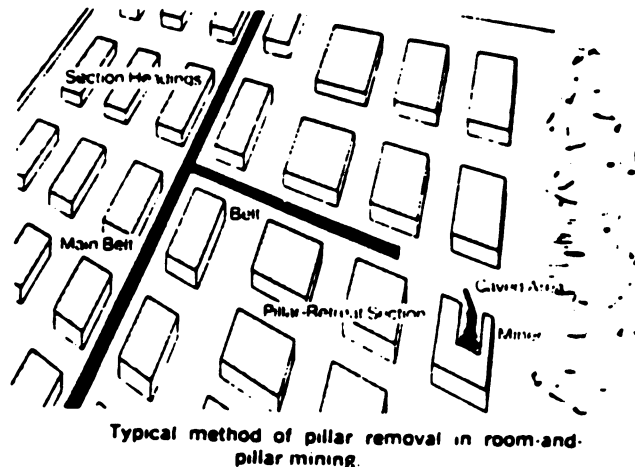 Section Headings
Belt
Main Belt
Caved Area
Pillar-Retreat Section
Miner
Typical method of pillar removal in room-and-
pillar mining.